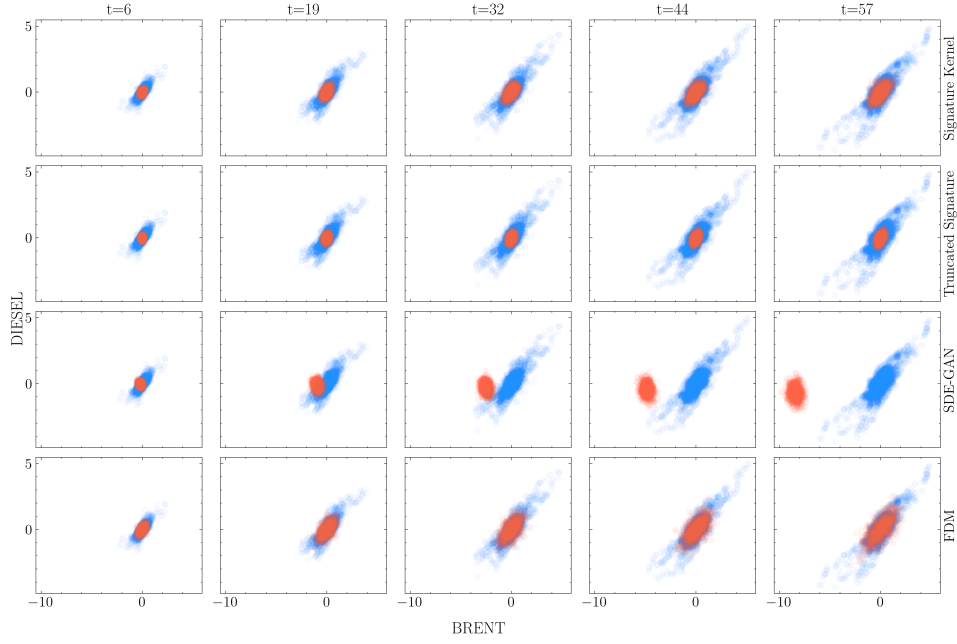 t=6 t=19 t=32 t=44 t=57
5
0
Signature Kernel
5
0
Truncated Signature
DIESEL
5
0
SDE-GAN
5
0
FDM
−10 0 −10 0 −10 0 −10 0 −10 0
BRENT